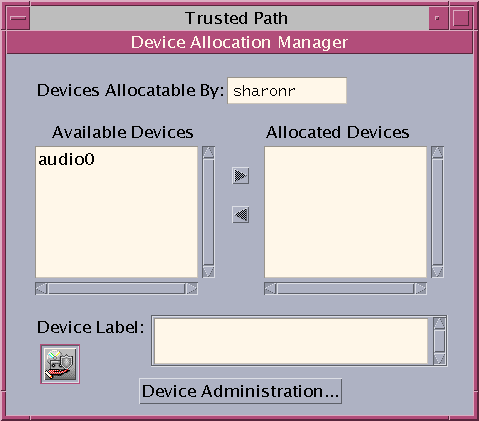 Trusted Path
Device Allocation Manager
Devices Allocatable By: sharonr
Available Devices Allocated Devices
audio0
Device Label:
Device Administration...